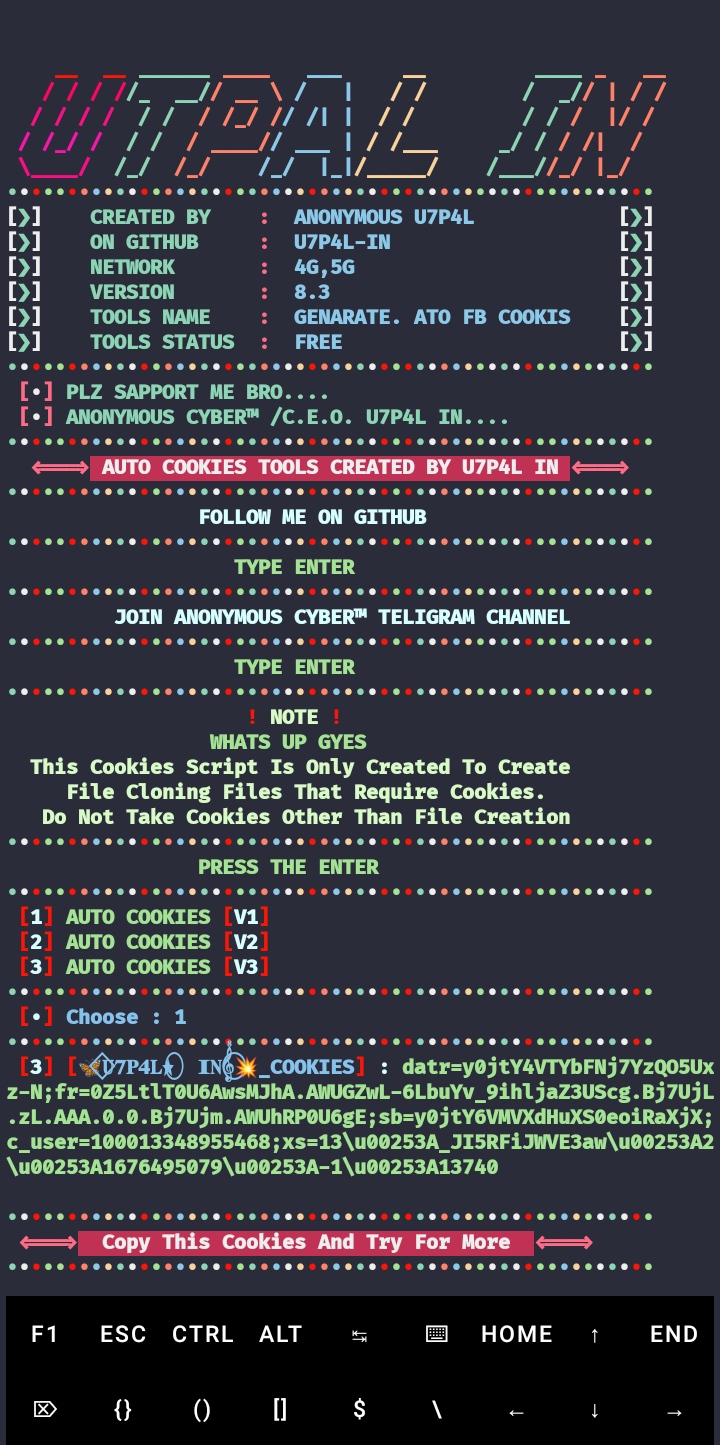 UTPAL IN
[❯] CREATED BY : ANONYMOUS U7P4L [❯]
[❯] ON GITHUB : U7P4L-IN [❯]
[❯] NETWORK : 4G,5G [❯]
[❯] VERSION : 8.3 [❯]
[❯] TOOLS NAME : GENARATE. ATO FB COOKIS [❯]
[❯] TOOLS STATUS : FREE [❯]
[•] PLZ SAPPORT ME BRO....
[•] ANONYMOUS CYBER™ /C.E.O. U7P4L IN....
⟸⟹ AUTO COOKIES TOOLS CREATED BY U7P4L IN ⟸⟹
FOLLOW ME ON GITHUB
TYPE ENTER
JOIN ANONYMOUS CYBER™ TELIGRAM CHANNEL
TYPE ENTER
! NOTE !
WHATS UP GYES
This Cookies Script Is Only Created To Create
File Cloning Files That Require Cookies.
Do Not Take Cookies Other Than File Creation
PRESS THE ENTER
[1] AUTO COOKIES [V1]
[2] AUTO COOKIES [V2]
[3] AUTO COOKIES [V3]
[•] Choose : 1
[3] [🦋 U7P4L IN 💥_COOKIES] : datr=y0jtY4VTYbFNj7YzQO5Ux
z-N;fr=0Z5LtlT0U6AwsMJhA.AWUGZwL-6LbuYv_9ihljaZ3UScg.Bj7UjL
.zL.AAA.0.0.Bj7Ujm.AWUhRP0U6gE;sb=y0jtY6VMVXdHuXS0eoiRaXjX;
c_user=100013348955468;xs=13\u00253A_JI5RFiJWVE3aw\u00253A2
\u00253A1676495079\u00253A-1\u00253A13740
⟸⟹ Copy This Cookies And Try For More ⟸⟹
F1 ESC CTRL ALT ↹ ⌨ HOME ↑ END
⌦ {} () [] $ \ ← ↓ →